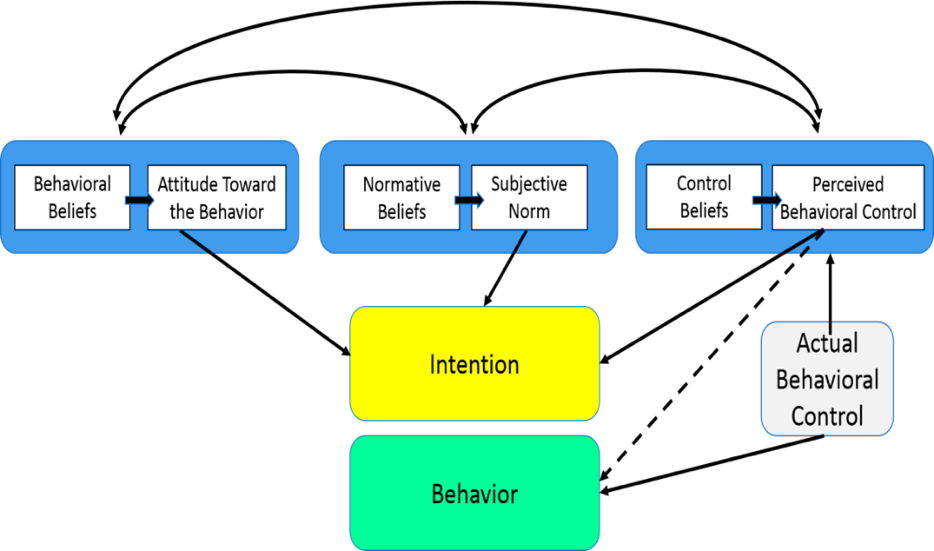 Behavioral
Beliefs
Attitude Toward
the Behavior
Normative
Beliefs
Subjective
Norm
Control
Beliefs
Perceived
Behavioral Control
Intention
Actual
Behavioral
Control
Behavior